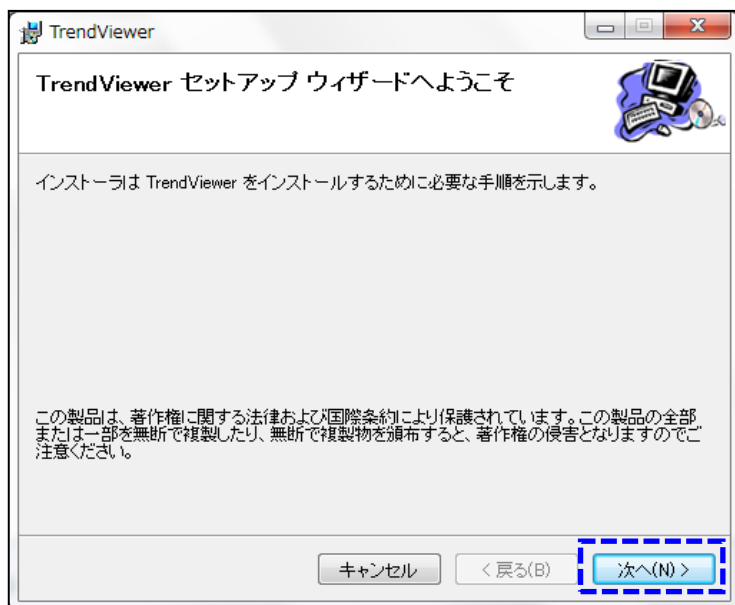 TrendViewer
TrendViewer セットアップ ウィザードへようこそ
インストーラは TrendViewer をインストールするために必要な手順を示します。
この製品は、著作権に関する法律および国際条約により保護されています。この製品の全部
または一部を無断で複製したり、無断で複製物を頒布すると、著作権の侵害となりますのでご
注意ください。
キャンセル
< 戻る(B)
次へ(N) >